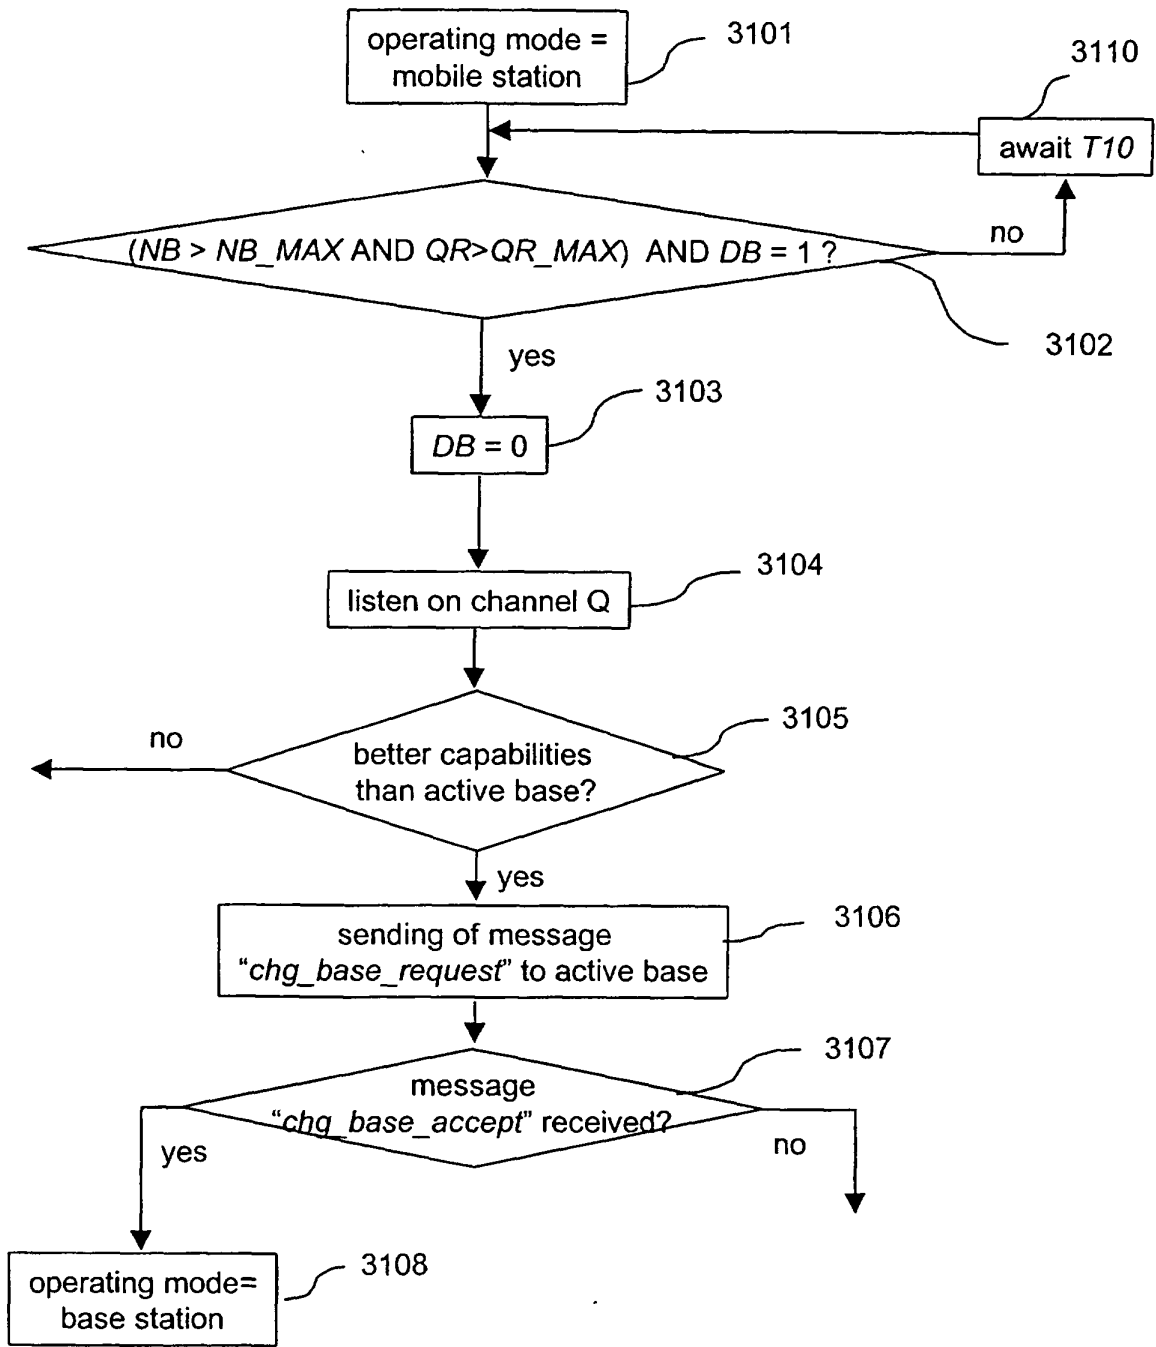 operating mode =
mobile station
3101
3110
await T10
(NB > NB_MAX AND QR>QR_MAX) AND DB = 1 ?
no
3102
yes
3103
DB = 0
3104
listen on channel Q
3105
no
better capabilities
than active base?
yes
3106
sending of message
“chg_base_request” to active base
3107
message
“chg_base_accept” received?
yes
no
3108
operating mode=
base station